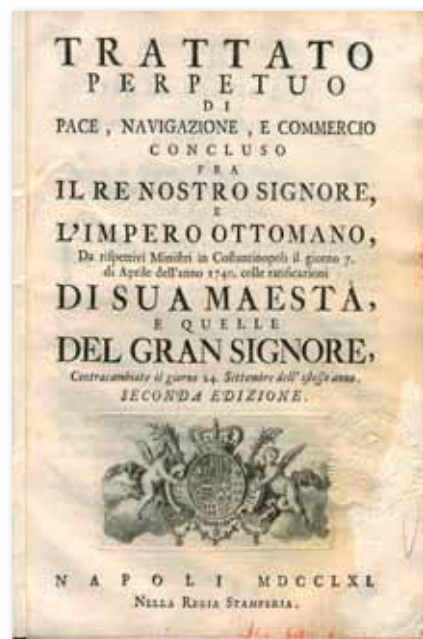 TRATTATO
PERPETUO
DI
PACE, NAVIGAZIONE, E COMMERCIO
CONCLUSO
FRA
IL RE NOSTRO SIGNORE,
E
L'IMPERO OTTOMANO,
Da rispettivi Ministri in Costantinopoli il giorno 7.
di Aprile dell'anno 1740. colle ratificazioni
DI SUA MAESTÀ,
E QUELLE
DEL GRAN SIGNORE,
Contracambiate il giorno 24. Settembre dell'istesso anno.
SECONDA EDIZIONE.
NAPOLI MDCCLXI.
NELLA REGIA STAMPERIA.